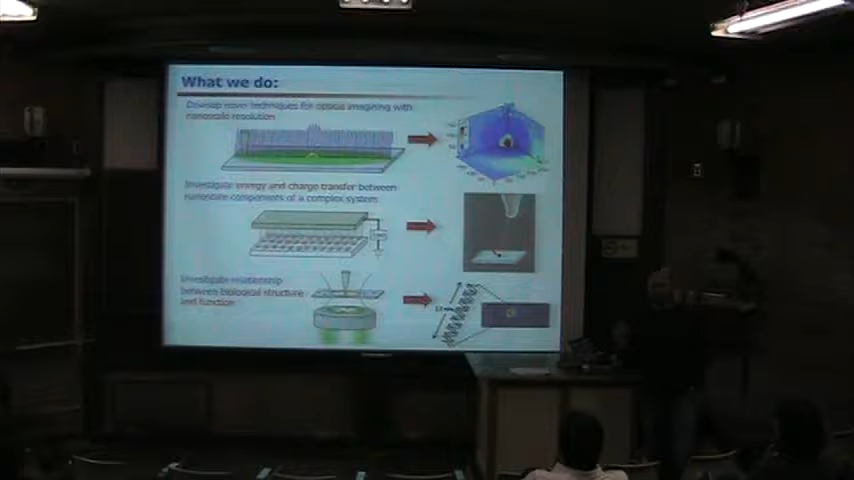 What we do:
Develop novel techniques for optical imagining with
nanoscale resolution
Investigate energy and charge transfer between
nanoscale components of a complex system
Investigate relationship
between biological structure
and function